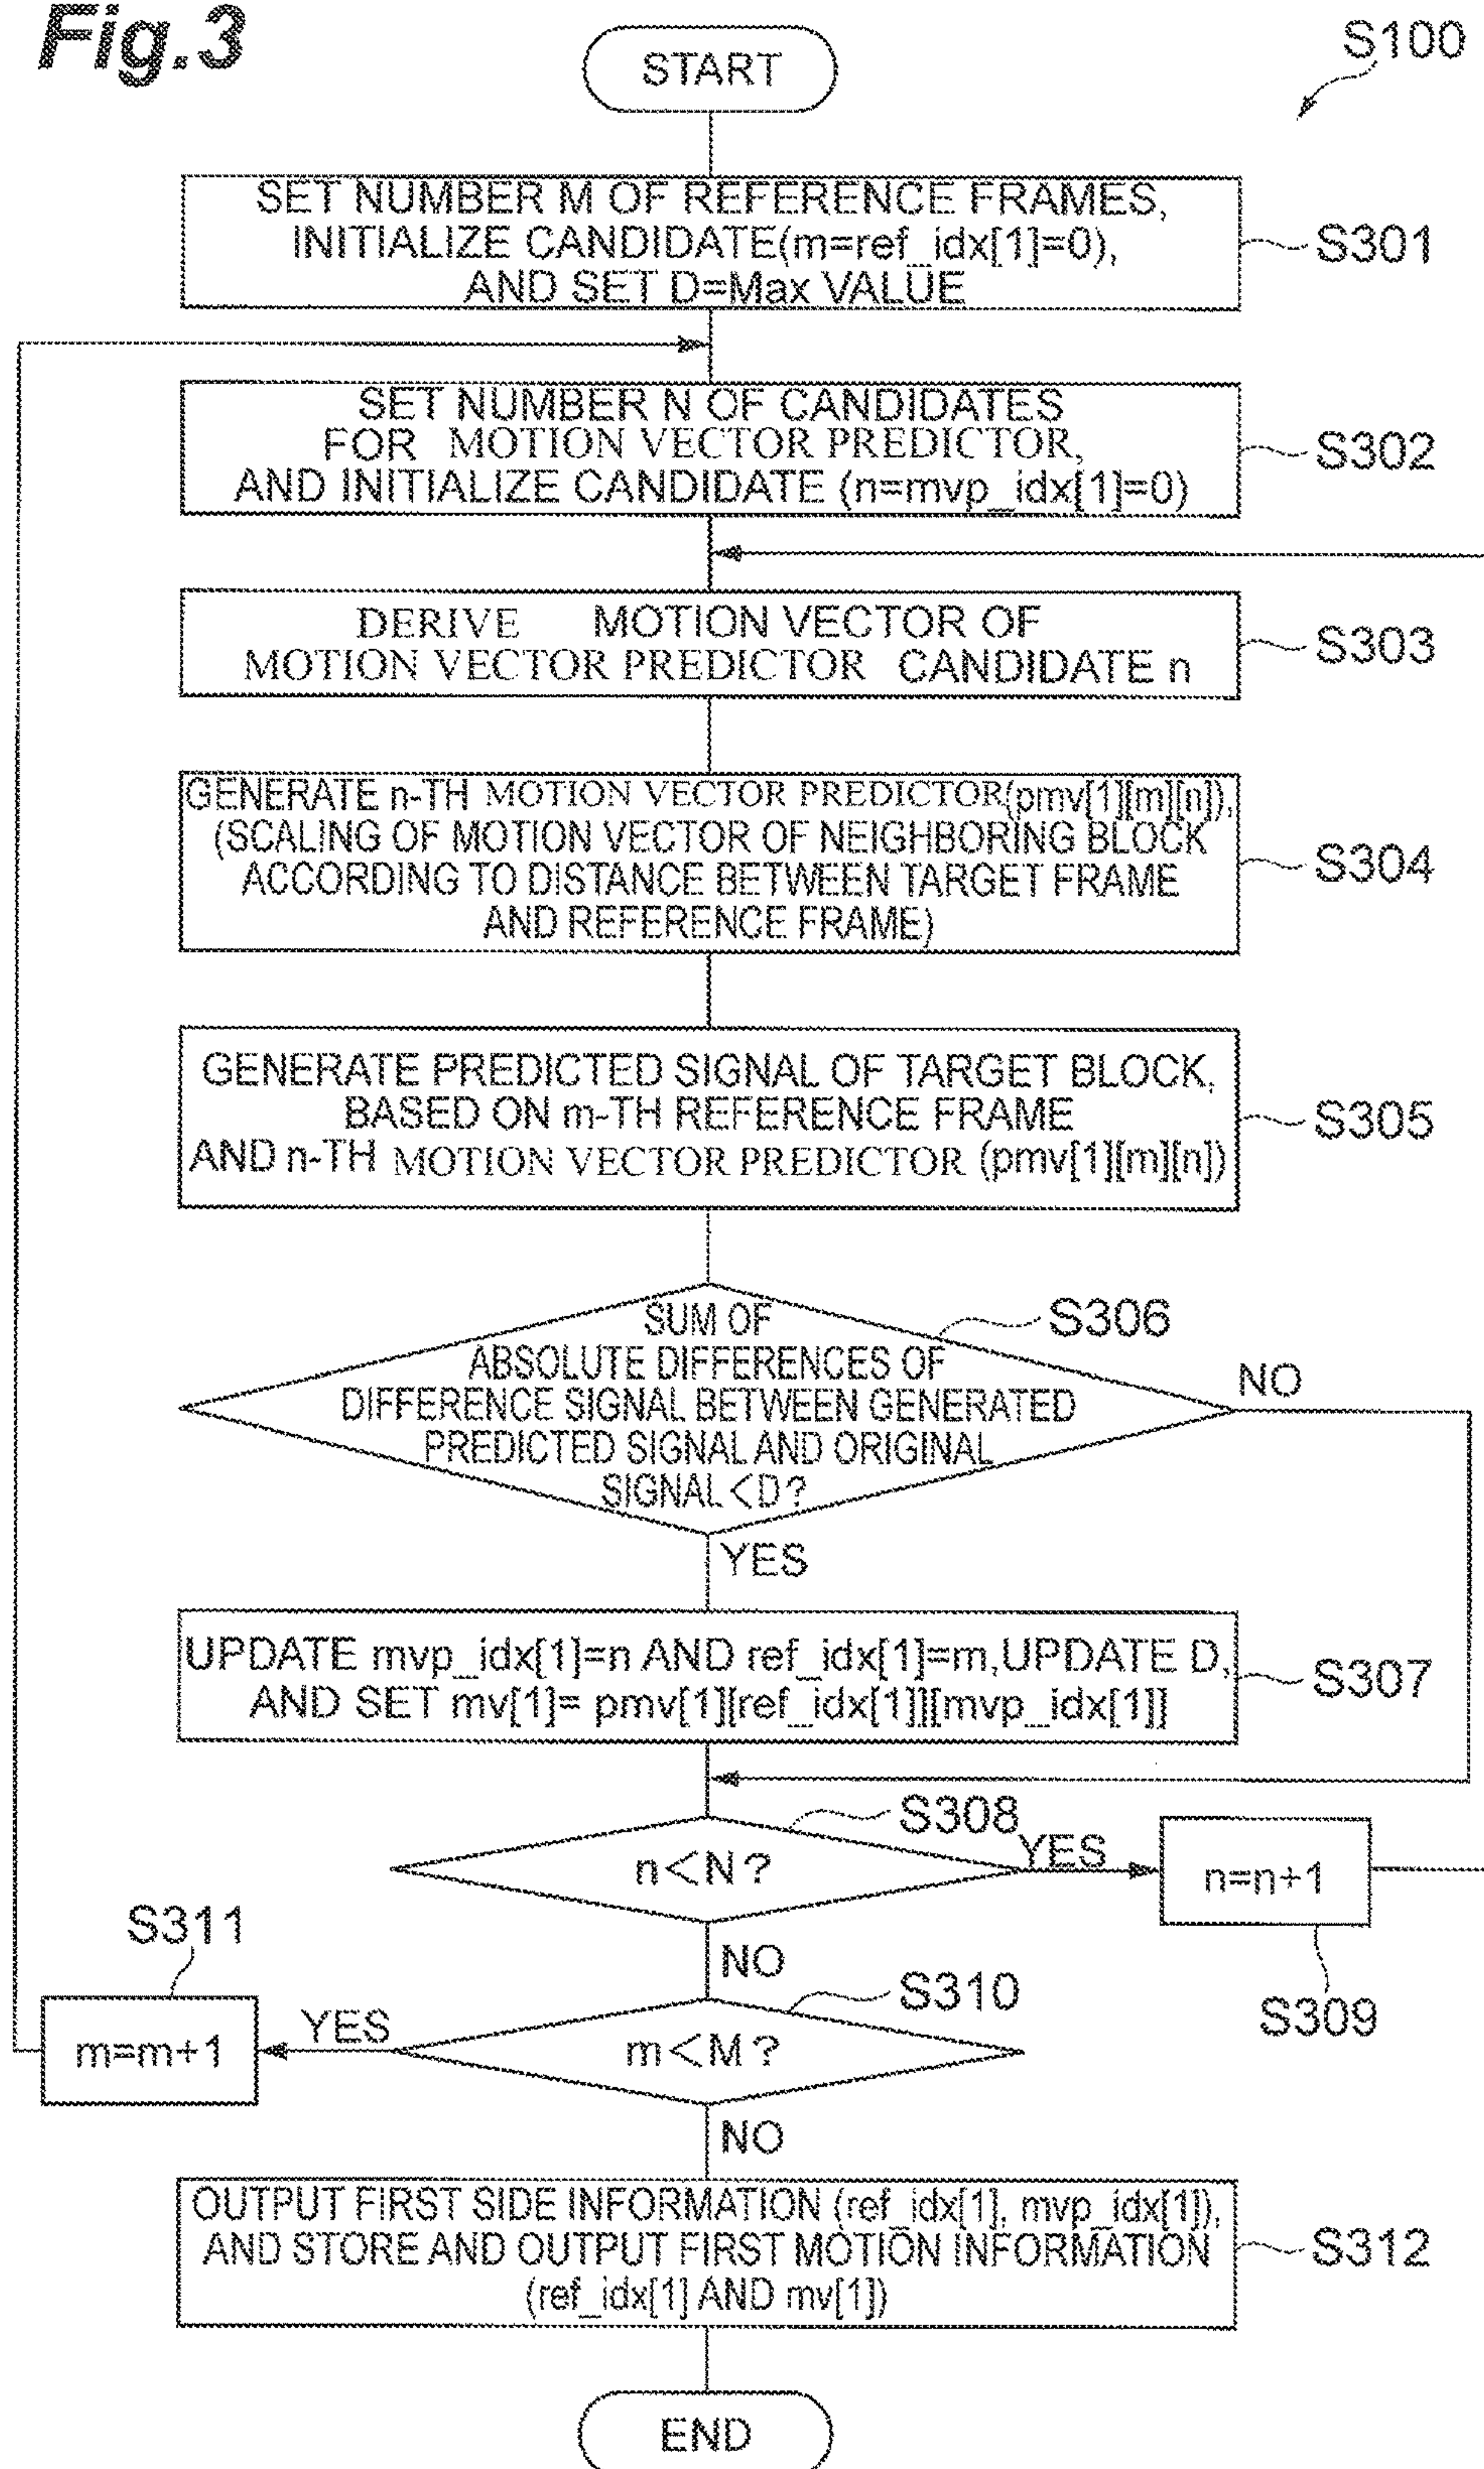 Fig.3
START
S100
SET NUMBER M OF REFERENCE FRAMES,
INITIALIZE CANDIDATE(m=ref_idx[1]=0),
AND SET D=Max VALUE
S301
SET NUMBER N OF CANDIDATES
FOR MOTION VECTOR PREDICTOR,
AND INITIALIZE CANDIDATE (n=mvp_idx[1]=0)
S302
DERIVE MOTION VECTOR OF
MOTION VECTOR PREDICTOR CANDIDATE n
S303
GENERATE n-TH MOTION VECTOR PREDICTOR(pmv[1][m][n]),
(SCALING OF MOTION VECTOR OF NEIGHBORING BLOCK
ACCORDING TO DISTANCE BETWEEN TARGET FRAME
AND REFERENCE FRAME)
S304
GENERATE PREDICTED SIGNAL OF TARGET BLOCK,
BASED ON m-TH REFERENCE FRAME
AND n-TH MOTION VECTOR PREDICTOR (pmv[1][m][n])
S305
SUM OF
ABSOLUTE DIFFERENCES OF
DIFFERENCE SIGNAL BETWEEN GENERATED
PREDICTED SIGNAL AND ORIGINAL
SIGNAL<D?
S306
NO
YES
UPDATE mvp_idx[1]=n AND ref_idx[1]=m,UPDATE D,
AND SET mv[1]= pmv[1][ref_idx[1]][mvp_idx[1]]
S307
n<N?
S308
YES
n=n+1
S309
NO
m<M?
S310
YES
m=m+1
S311
NO
OUTPUT FIRST SIDE INFORMATION (ref_idx[1], mvp_idx[1]),
AND STORE AND OUTPUT FIRST MOTION INFORMATION
(ref_idx[1] AND mv[1])
S312
END